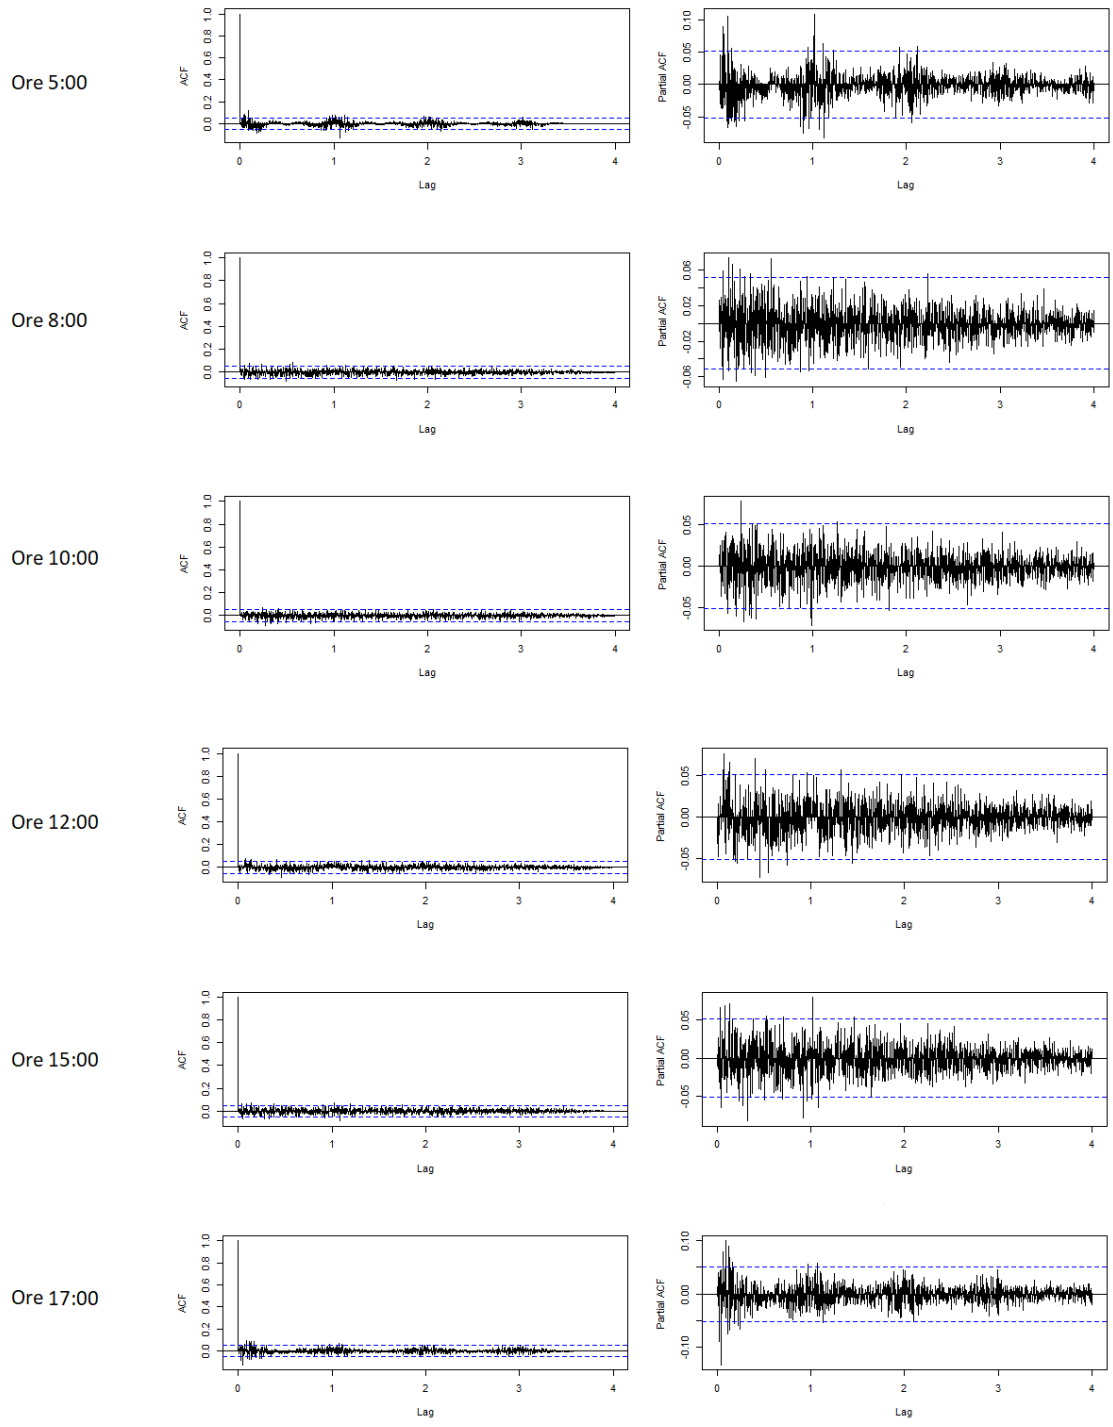 Ore 5:00
ACF
0.0 0.2 0.4 0.6 0.8 1.0
0 1 2 3 4
Lag
Partial ACF
-0.05 0.00 0.05 0.10
0 1 2 3 4
Lag
Ore 8:00
ACF
0.0 0.2 0.4 0.6 0.8 1.0
0 1 2 3 4
Lag
Partial ACF
-0.06 -0.02 0.02 0.06
0 1 2 3 4
Lag
Ore 10:00
ACF
0.0 0.2 0.4 0.6 0.8 1.0
0 1 2 3 4
Lag
Partial ACF
-0.05 0.00 0.05
0 1 2 3 4
Lag
Ore 12:00
ACF
0.0 0.2 0.4 0.6 0.8 1.0
0 1 2 3 4
Lag
Partial ACF
-0.05 0.00 0.05
0 1 2 3 4
Lag
Ore 15:00
ACF
0.0 0.2 0.4 0.6 0.8 1.0
0 1 2 3 4
Lag
Partial ACF
-0.05 0.00 0.05
0 1 2 3 4
Lag
Ore 17:00
ACF
0.0 0.2 0.4 0.6 0.8 1.0
0 1 2 3 4
Lag
Partial ACF
-0.10 0.00 0.10
0 1 2 3 4
Lag